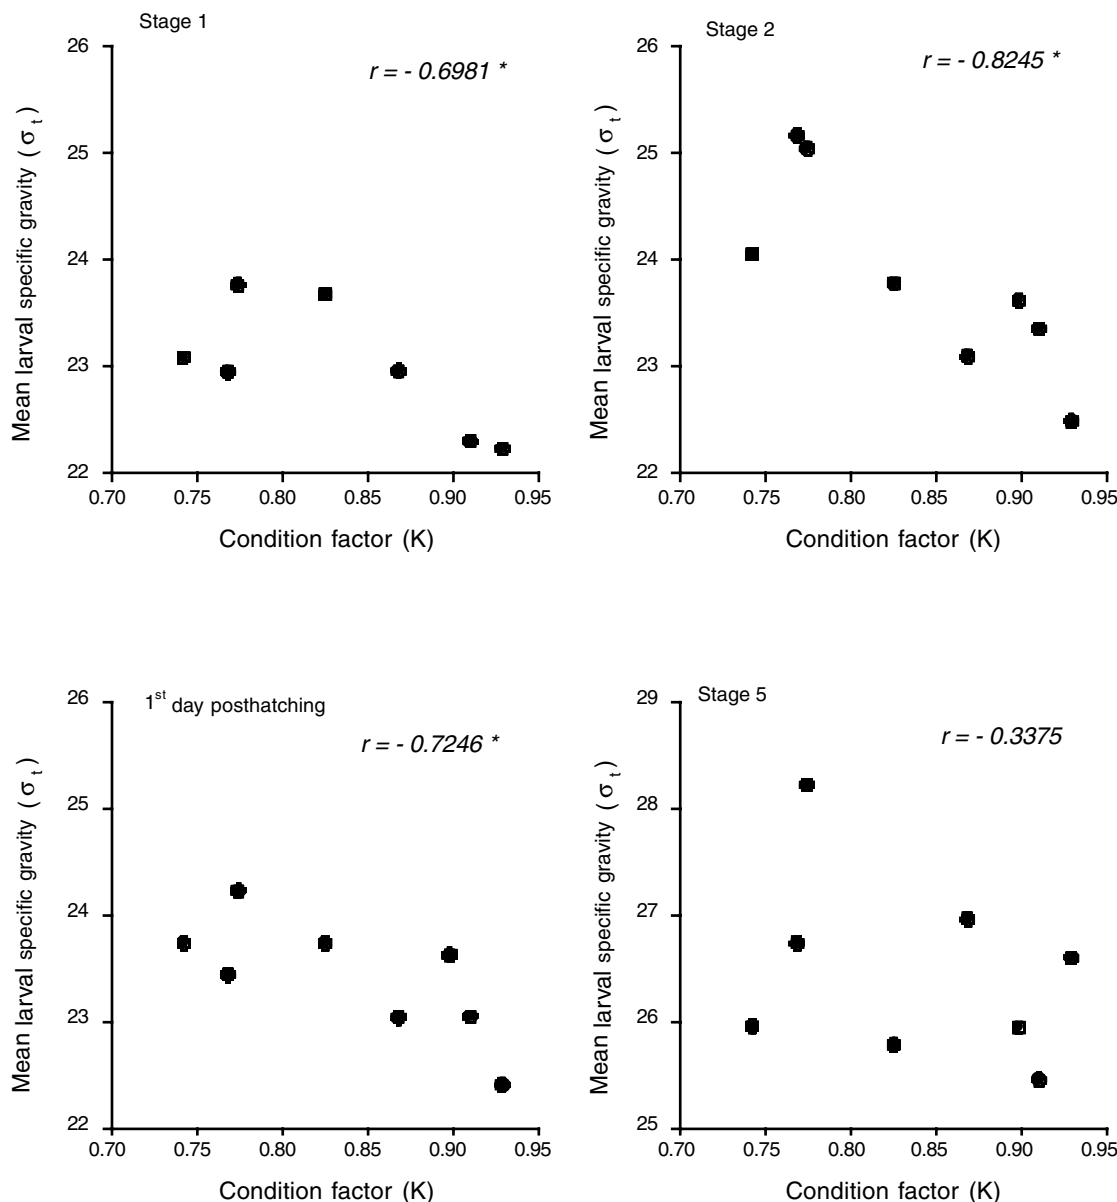 Stage 1
r = - 0.6981 *
26
25
24
23
22
Mean larval specific gravity ( σ t )
0.70 0.75 0.80 0.85 0.90 0.95
Condition factor (K)
Stage 2
r = - 0.8245 *
26
25
24
23
22
Mean larval specific gravity ( σ t )
0.70 0.75 0.80 0.85 0.90 0.95
Condition factor (K)
1st day posthatching
r = - 0.7246 *
26
25
24
23
22
Mean larval specific gravity ( σ t )
0.70 0.75 0.80 0.85 0.90 0.95
Condition factor (K)
Stage 5
r = - 0.3375
29
28
27
26
25
Mean larval specific gravity ( σ t )
0.70 0.75 0.80 0.85 0.90 0.95
Condition factor (K)